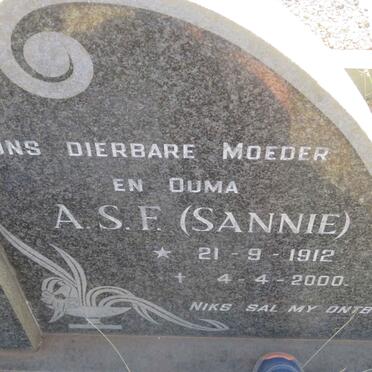 ONS DIERBARE MOEDER
EN OUMA
A.S.F. (SANNIE)
★ 21-9-1912
† 4-4-2000.
NIKS SAL MY